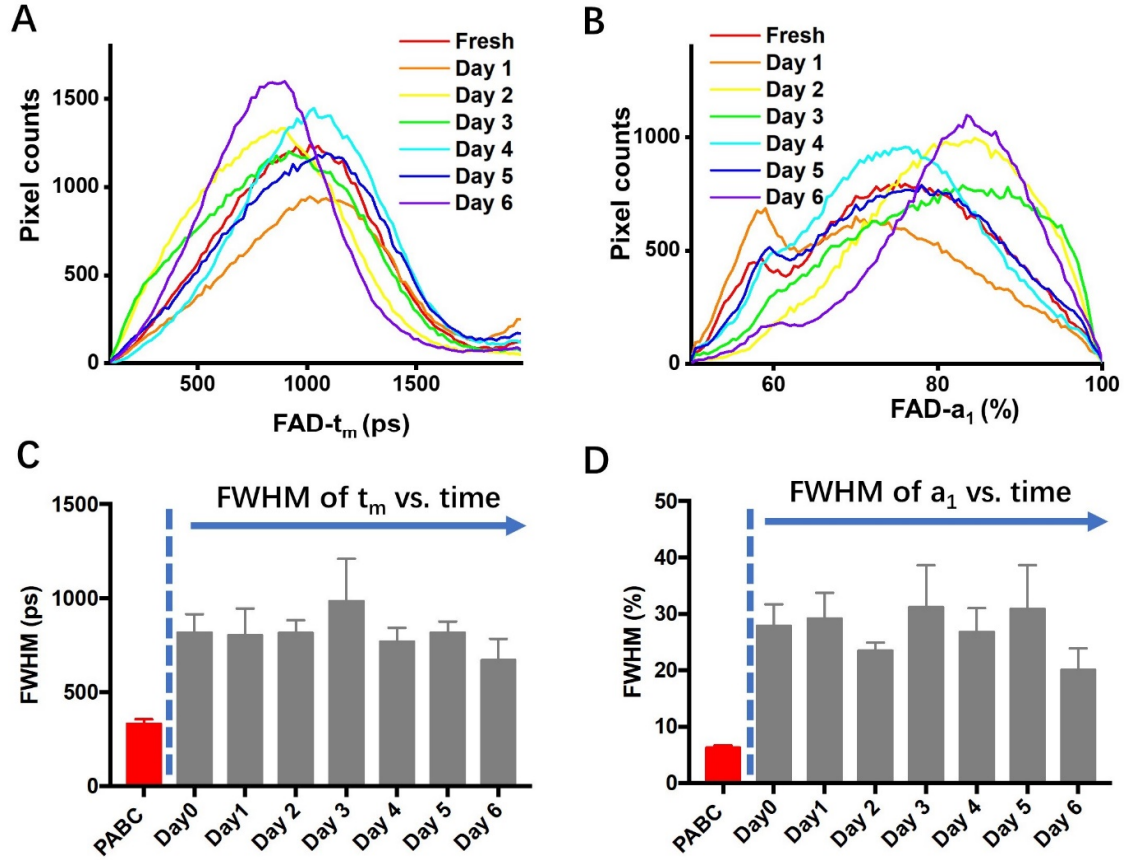 A
Pixel counts
1500
1000
500
0
500
1000
1500
FAD-tm (ps)
Fresh
Day 1
Day 2
Day 3
Day 4
Day 5
Day 6
B
Pixel counts
1000
500
0
60
80
100
FAD-a1 (%)
Fresh
Day 1
Day 2
Day 3
Day 4
Day 5
Day 6
C
FWHM of tm vs. time
FWHM (ps)
1500
1000
500
0
PABC
Day0
Day1
Day 2
Day 3
Day 4
Day 5
Day 6
D
FWHM of a1 vs. time
FWHM (%)
50
40
30
20
10
0
PABC
Day0
Day1
Day 2
Day 3
Day 4
Day 5
Day 6